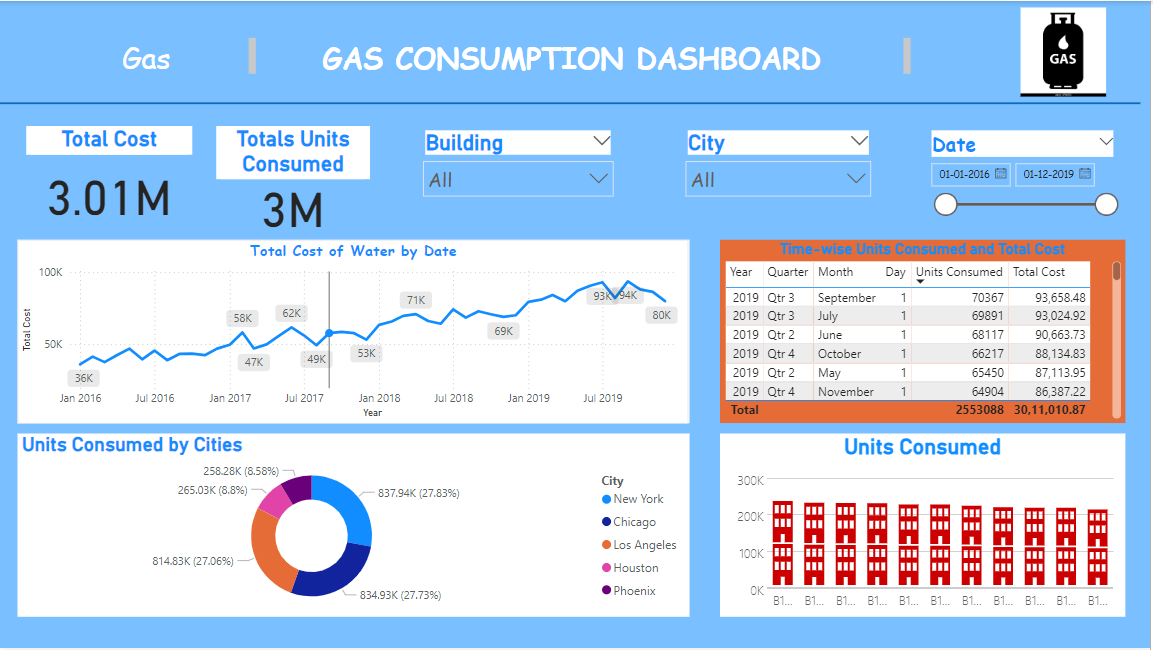 Gas
GAS CONSUMPTION DASHBOARD
GAS
Total Cost
3.01M
Totals Units
Consumed
3M
Building
All
City
All
Date
01-01-2016 01-12-2019
Total Cost of Water by Date
Total Cost
100K
50K
36K
58K
47K
62K
49K
53K
71K
69K
93K
94K
80K
Jan 2016 Jul 2016 Jan 2017 Jul 2017 Jan 2018 Jul 2018 Jan 2019 Jul 2019
Year
Time-wise Units Consumed and Total Cost
Year Quarter Month Day Units Consumed Total Cost
2019 Qtr 3 September 1 70367 93,658.48
2019 Qtr 3 July 1 69891 93,024.92
2019 Qtr 2 June 1 68117 90,663.73
2019 Qtr 4 October 1 66217 88,134.83
2019 Qtr 2 May 1 65450 87,113.95
2019 Qtr 4 November 1 64904 86,387.22
Total 2553088 30,11,010.87
Units Consumed by Cities
258.28K (8.58%)
265.03K (8.8%)
837.94K (27.83%)
814.83K (27.06%)
834.93K (27.73%)
City
New York
Chicago
Los Angeles
Houston
Phoenix
Units Consumed
300K
200K
100K
0K
B1... B1... B1... B1... B1... B1... B1... B1... B1... B1... B1...